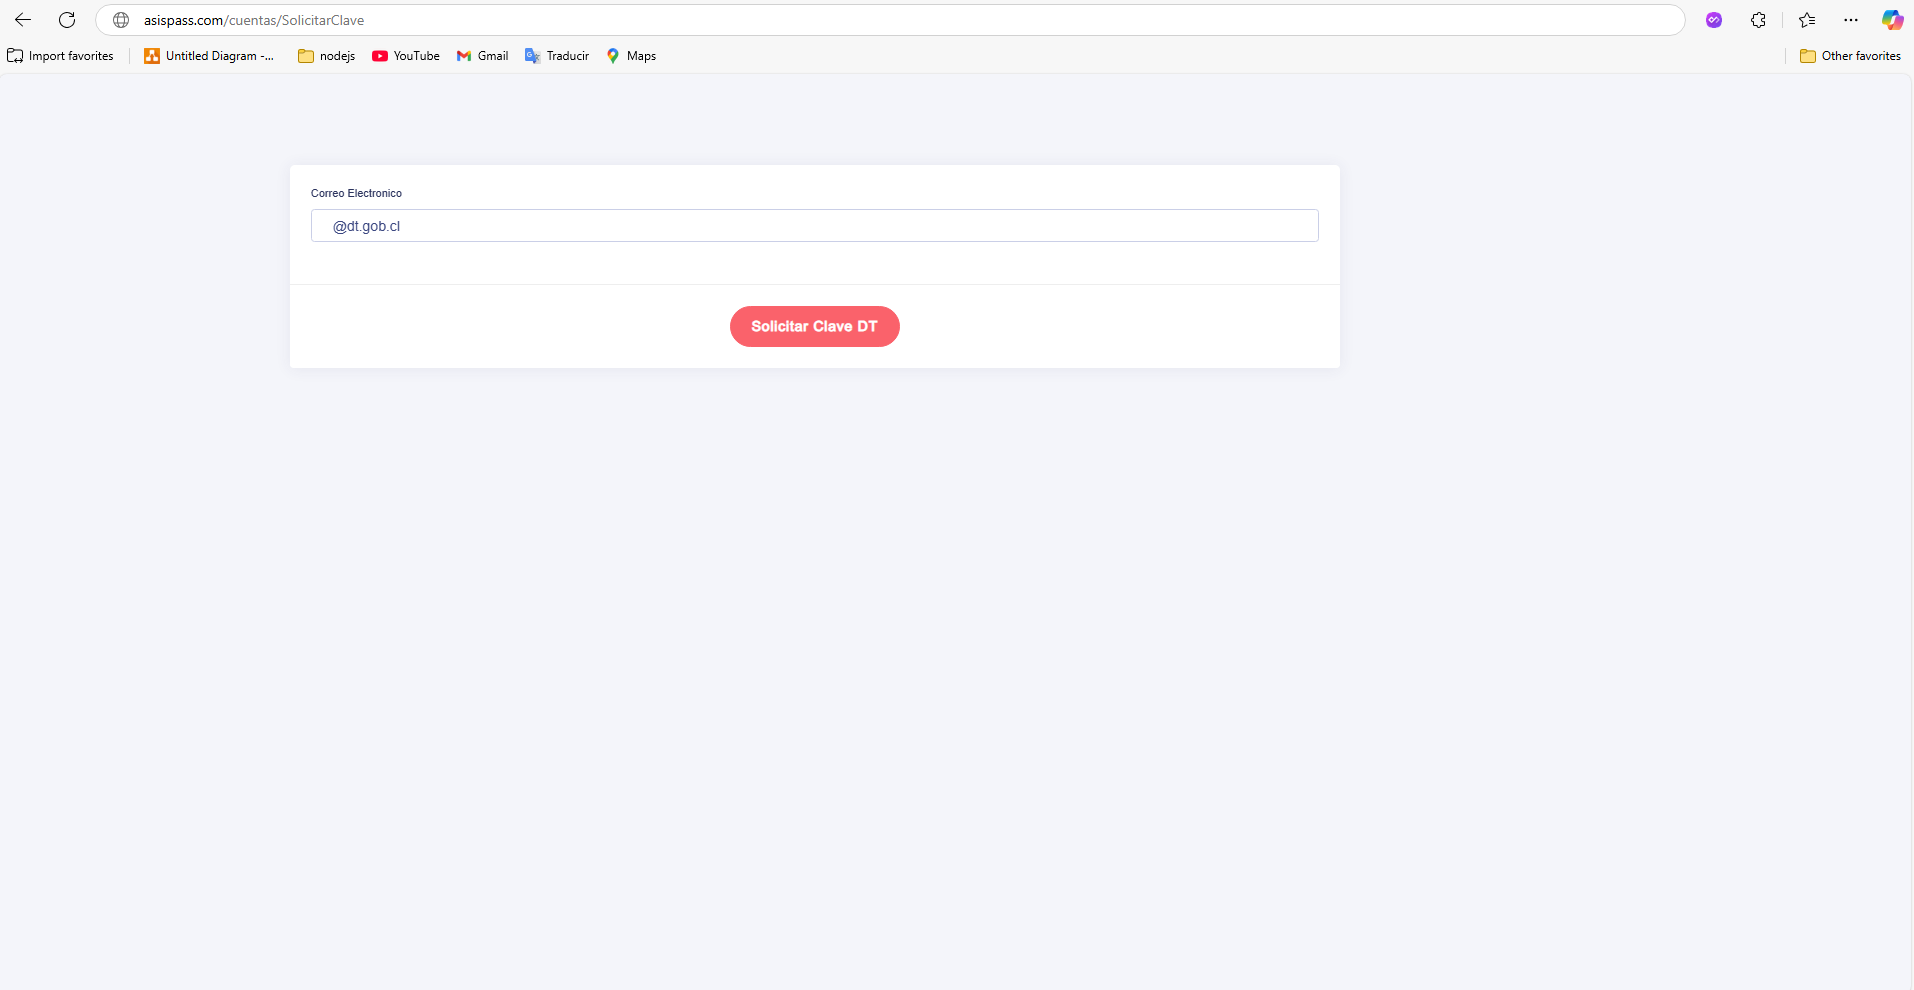 asispass.com/cuentas/SolicitarClave
Import favorites
Untitled Diagram -...
nodejs
YouTube
Gmail
Traducir
Maps
Other favorites
Correo Electronico
@dt.gob.cl
Solicitar Clave DT